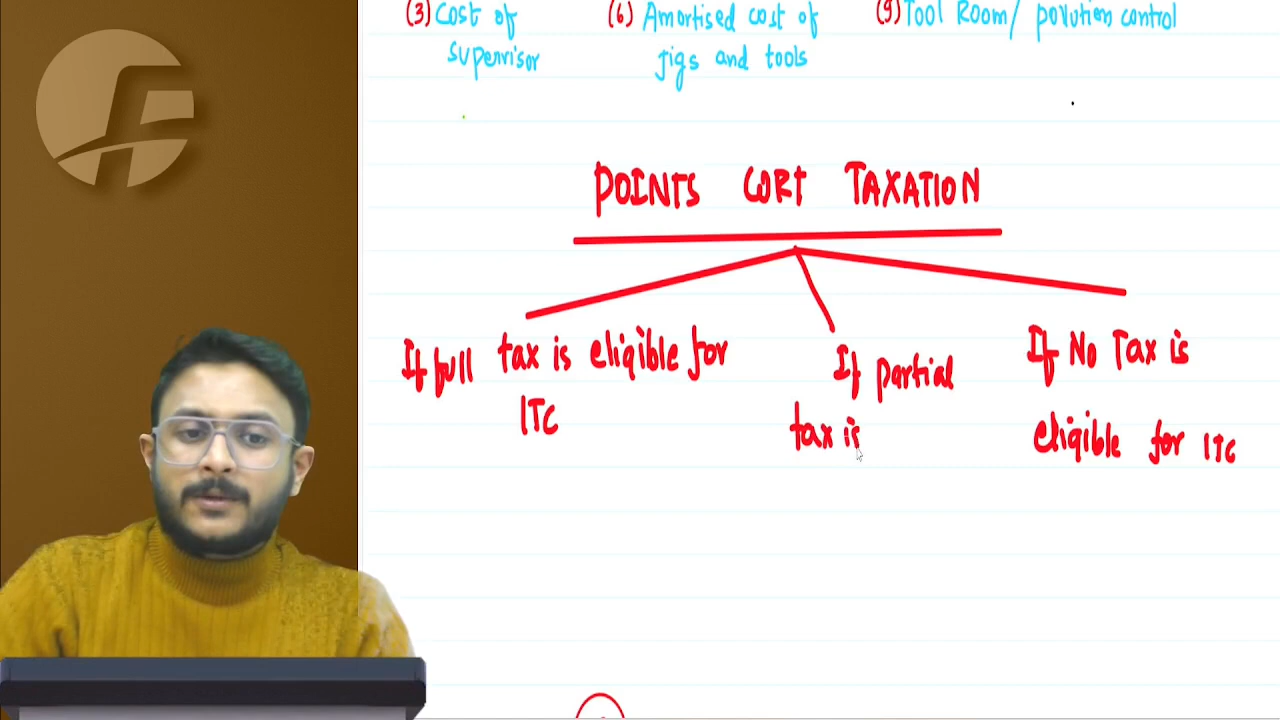 (3) Cost of
supervisor
(6) Amortised cost of
jigs and tools
(9) Tool Room/ pollution control
POINTS WRT TAXATION
If full tax is eligible for
ITC
If partial
tax is
If No Tax is
eligible for ITC